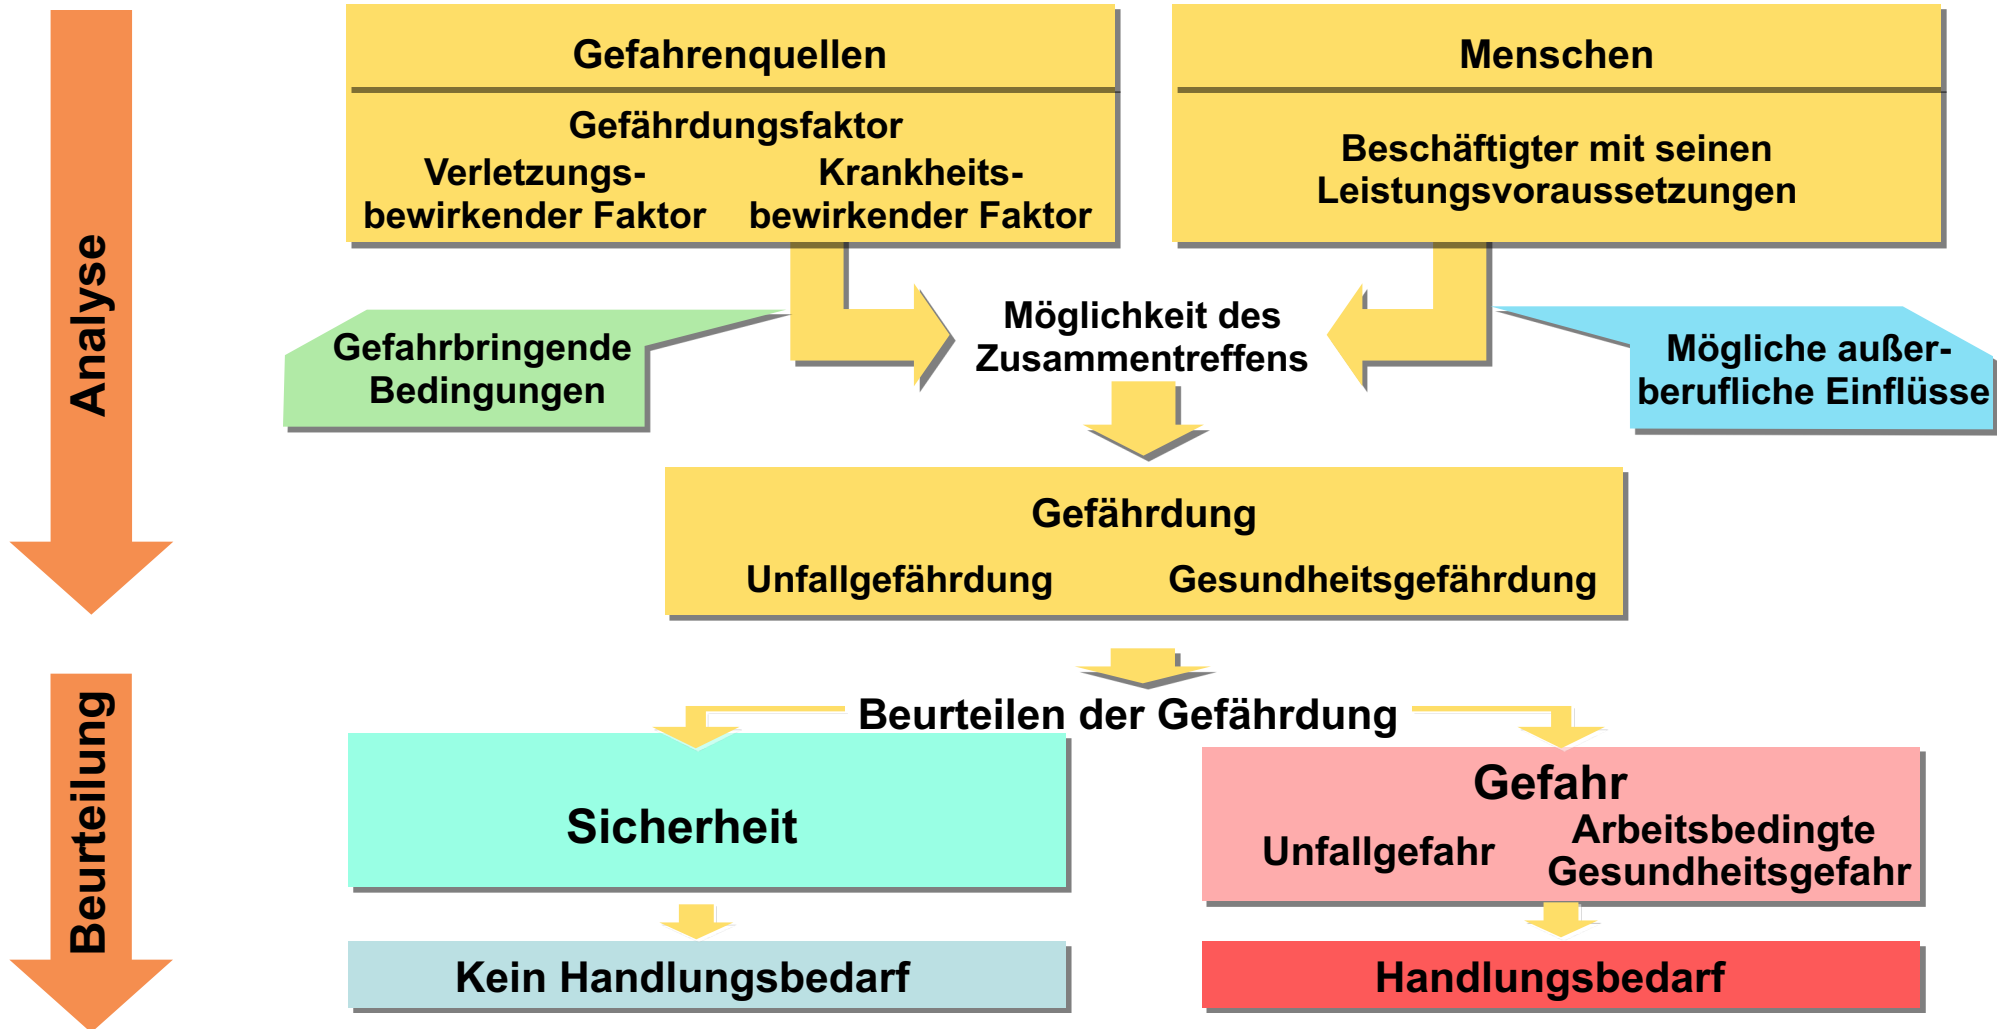 Analyse
Gefahrenquellen
Gefährdungsfaktor
Verletzungs-
bewirkender Faktor
Krankheits-
bewirkender Faktor
Menschen
Beschäftigter mit seinen
Leistungsvoraussetzungen
Gefahrbringende
Bedingungen
Möglichkeit des
Zusammentreffens
Mögliche außer-
berufliche Einflüsse
Gefährdung
Unfallgefährdung
Gesundheitsgefährdung
Beurteilung
Beurteilen der Gefährdung
Sicherheit
Gefahr
Unfallgefahr
Arbeitsbedingte
Gesundheitsgefahr
Kein Handlungsbedarf
Handlungsbedarf